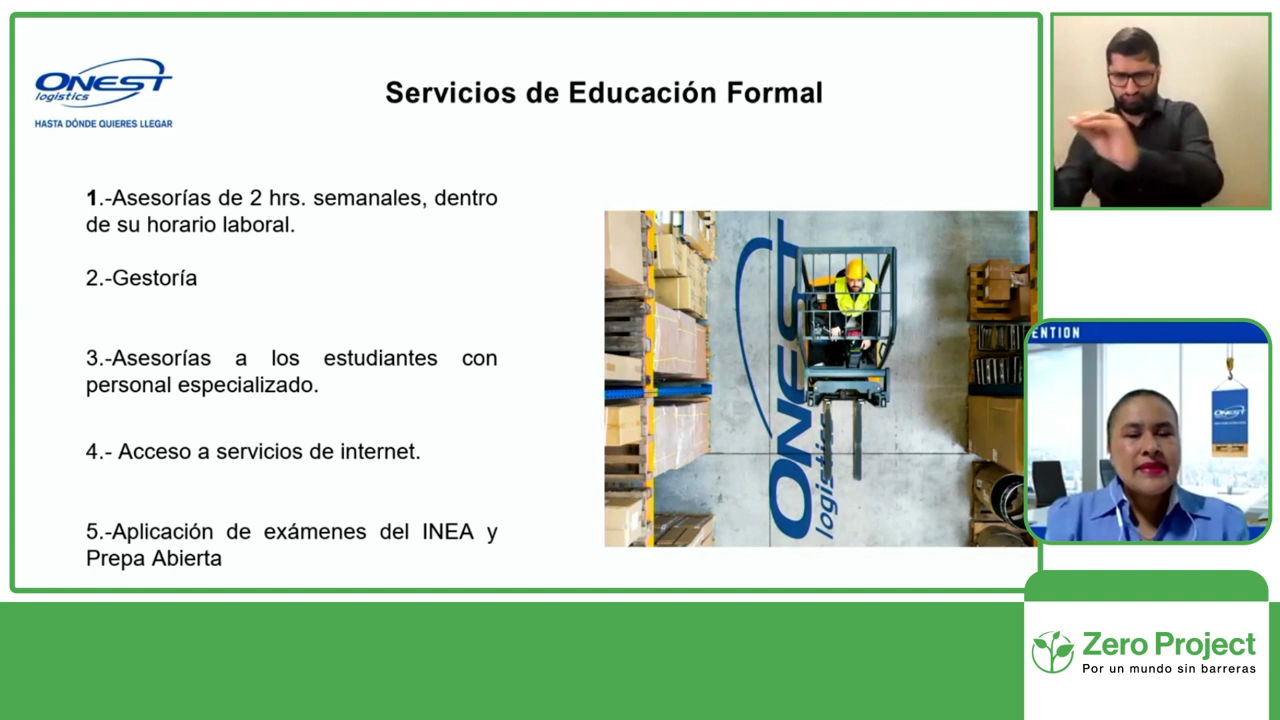 ONEST
logistics
HASTA DÓNDE QUIERES LLEGAR
Servicios de Educación Formal
1.-Asesorías de 2 hrs. semanales, dentro
de su horario laboral.
2.-Gestoría
3.-Asesorías a los estudiantes con
personal especializado.
4.- Acceso a servicios de internet.
5.-Aplicación de exámenes del INEA y
Prepa Abierta
ONEST
logistics
ENTION
ONEST
Zero Project
Por un mundo sin barreras